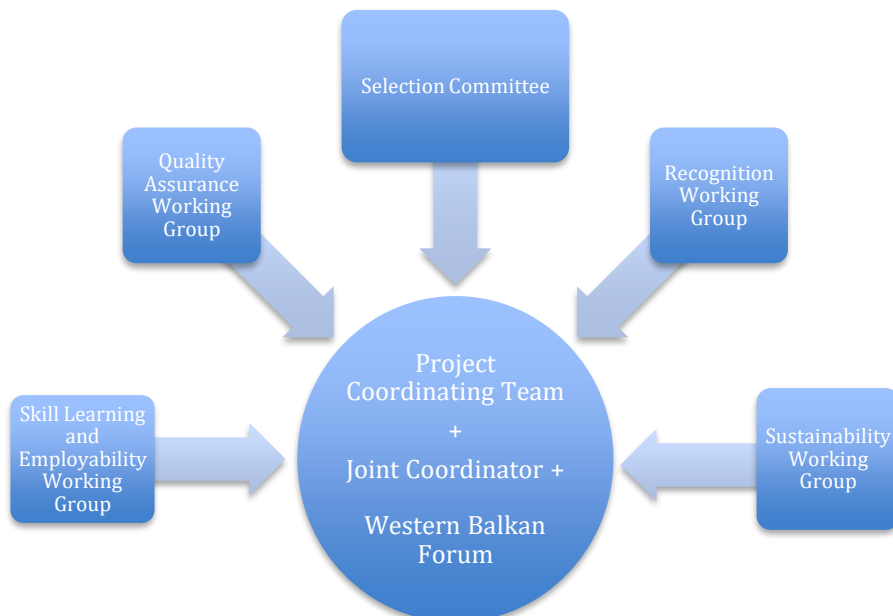 Selection Committee
Quality
Assurance
Working
Group
Recognition
Working
Group
Project
Coordinating Team
+
Joint Coordinator +
Western Balkan
Forum
Skill Learning
and
Employability
Working
Group
Sustainability
Working
Group